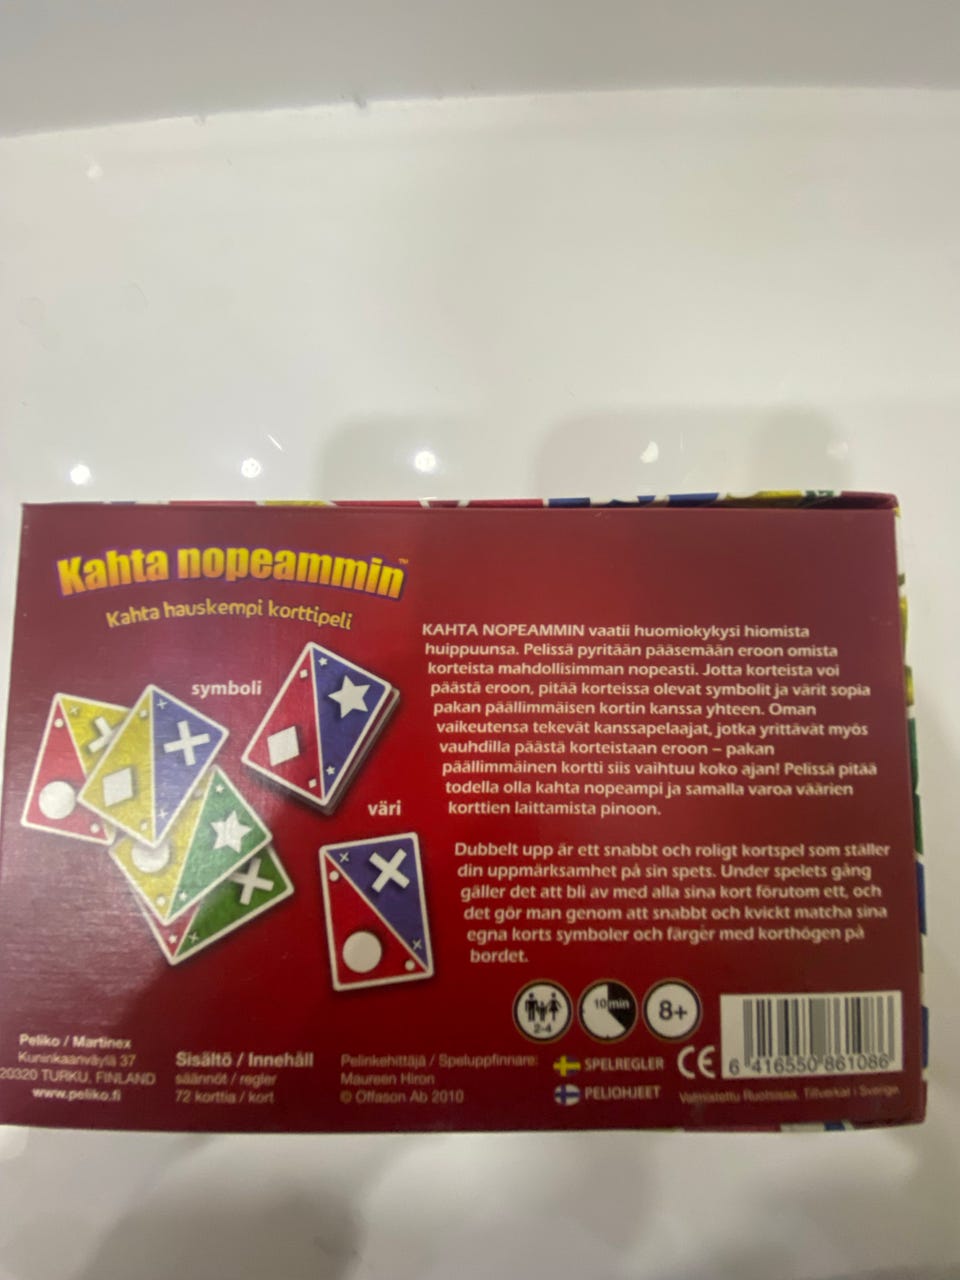 Kahta nopeammin™
Kahta hauskempi korttipeli
symboli
väri
KAHTA NOPEAMMIN vaatii huomiokykysi hiomista
huippuunsa. Pelissä pyritään pääsemään eroon omista
korteista mahdollisimman nopeasti. Jotta korteista voi
päästä eroon, pitää korteissa olevat symbolit ja värit sopia
pakan päällimmäisen kortin kanssa yhteen. Oman
vaikeutensa tekevät kanssapelaajat, jotka yrittävät myös
vauhdilla päästä korteistaan eroon – pakan
päällimmäinen kortti siis vaihtuu koko ajan! Pelissä pitää
todella olla kahta nopeampi ja samalla varoa väärien
korttien laittamista pinoon.
Dubbelt upp är ett snabbt och roligt kortspel som ställer
din uppmärksamhet på sin spets. Under spelets gång
gäller det att bli av med alla sina kort förutom ett, och
det gör man genom att snabbt och kvickt matcha sina
egna korts symboler och färger med korthögen på
bordet.
2-4
10 min
8+
Peliko / Martinex
Kuninkaanväylä 37
20320 TURKU, FINLAND
www.peliko.fi
Sisältö / Innehåll
säännöt / regler
72 korttia / kort
Pelinkehittäjä / Speluppfinnare:
Maureen Hiron
© Offason Ab 2010
SPELREGLER
PELIOHJEET
CE
6 416550 861086
Valmistettu Ruotsissa. Tillverkat i Sverige